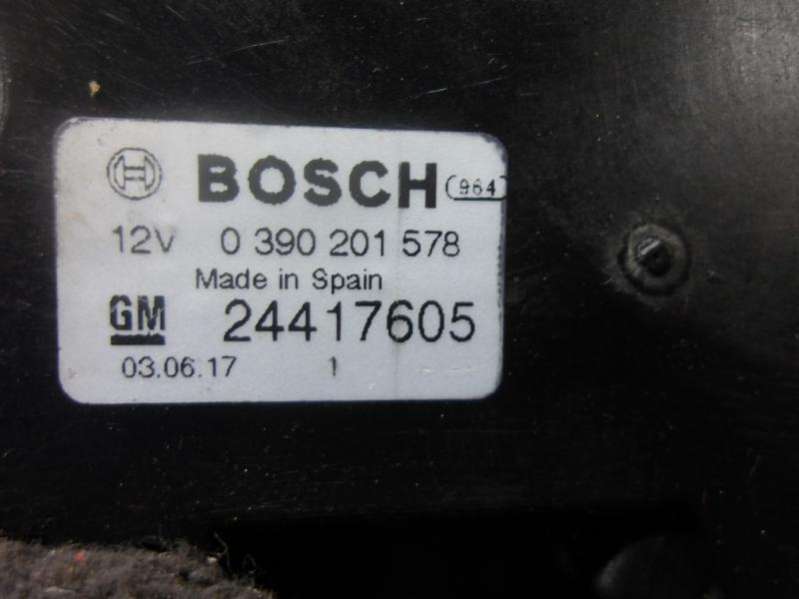 BOSCH 964
12V 0 390 201 578
Made in Spain
GM 24417605
03.06.17 1